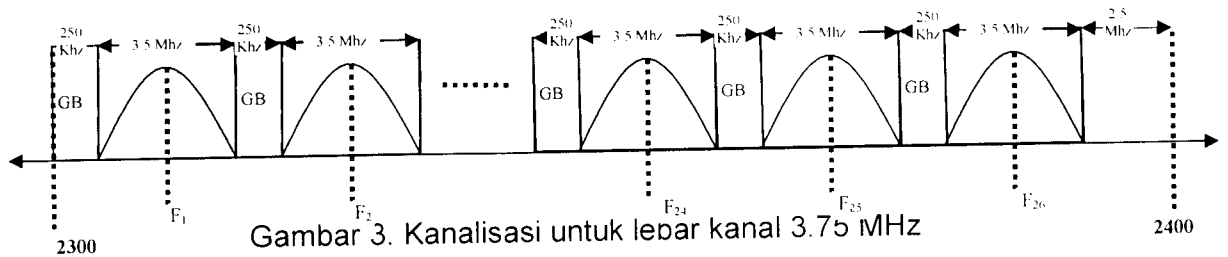 250 Khz 3.5 Mhz 250 Khz 3.5 Mhz 250 Khz 3.5 Mhz 250 Khz 3.5 Mhz 250 Khz 3.5 Mhz 2.5 Mhz
GB GB GB GB GB
F1 F2 F24 F25 F26
2300 2400
Gambar 3. Kanalisasi untuk lebar kanal 3.75 MHz